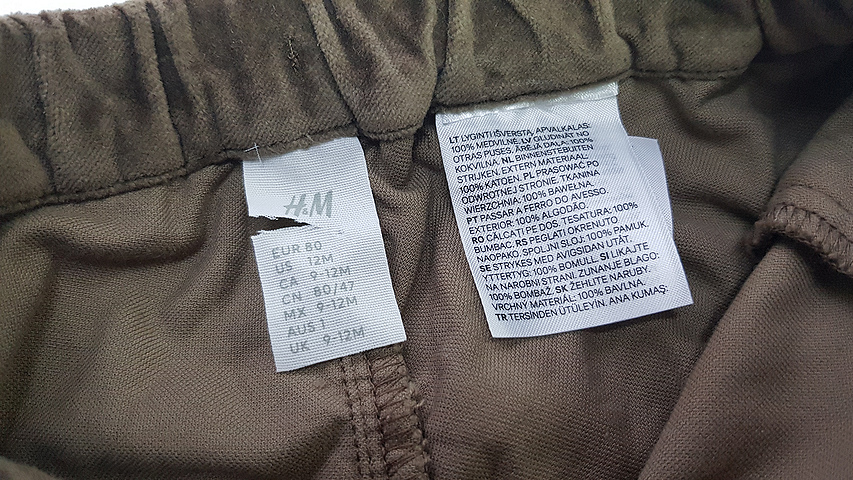 H&M
EUR 80
US 12M
CA 9-12M
CN 80/47
MX 12M
AUS 1
UK 9-12M
LT LYGINTI IŠVERSTĄ. APVALKALAS:
100% MEDVILNĖ. LV GLUDINĀT NO
OTRAS PUSES. ĀRĒJĀ DAĻA: 100%
KOKVILNA. NL BINNENSTEBUITEN
STRIJKEN. EXTERN MATERIAAL:
100% KATOEN. PL PRASOWAĆ PO
ODWROTNEJ STRONIE. TKANINA
WIERZCHNIA: 100% BAWEŁNA.
PT PASSAR A FERRO DO AVESSO.
EXTERIOR: 100% ALGODÃO.
RO CĂLCAŢI PE DOS. ŢESATURA: 100%
BUMBAC. RS PEGLATI OKRENUTO
NAOPAKO. SPOLJNI SLOJ: 100% PAMUK.
SE STRYKES MED AVIGSIDAN UTÅT.
YTTERTYG: 100% BOMULL. SI LIKAJTE
NA NAROBNI STRANI. ZUNANJE BLAGO:
100% BOMBAŽ. SK ŽEHLITE NARUBY.
VRCHNÝ MATERIÁL: 100% BAVLNA.
TR TERSİNDEN ÜTÜLEYİN. ANA KUMAŞ: